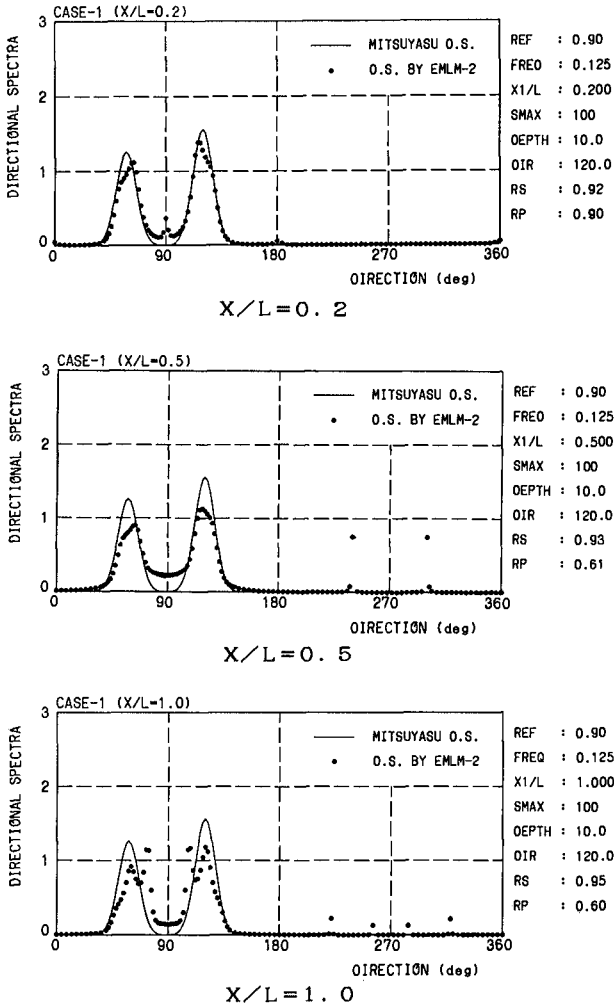 CASE-1 (X/L=0.2)
3
2
1
0
DIRECTIONAL SPECTRA
MITSUYASU O.S.
O.S. BY EMLM-2
0
90
180
270
360
OIRECTION (deg)
REF : 0.90
FREO : 0.125
X1/L : 0.200
SMAX : 100
OEPTH : 10.0
OIR : 120.0
RS : 0.92
RP : 0.90
X/L=0.2
CASE-1 (X/L=0.5)
3
2
1
0
DIRECTIONAL SPECTRA
MITSUYASU O.S.
O.S. BY EMLM-2
0
90
180
270
360
OIRECTION (deg)
REF : 0.90
FREO : 0.125
X1/L : 0.500
SMAX : 100
OEPTH : 10.0
OIR : 120.0
RS : 0.93
RP : 0.61
X/L=0.5
CASE-1 (X/L=1.0)
3
2
1
0
DIRECTIONAL SPECTRA
MITSUYASU O.S.
O.S. BY EMLM-2
0
90
180
270
360
OIRECTION (deg)
REF : 0.90
FREQ : 0.125
X1/L : 1.000
SMAX : 100
OEPTH : 10.0
OIR : 120.0
RS : 0.95
RP : 0.60
X/L=1.0